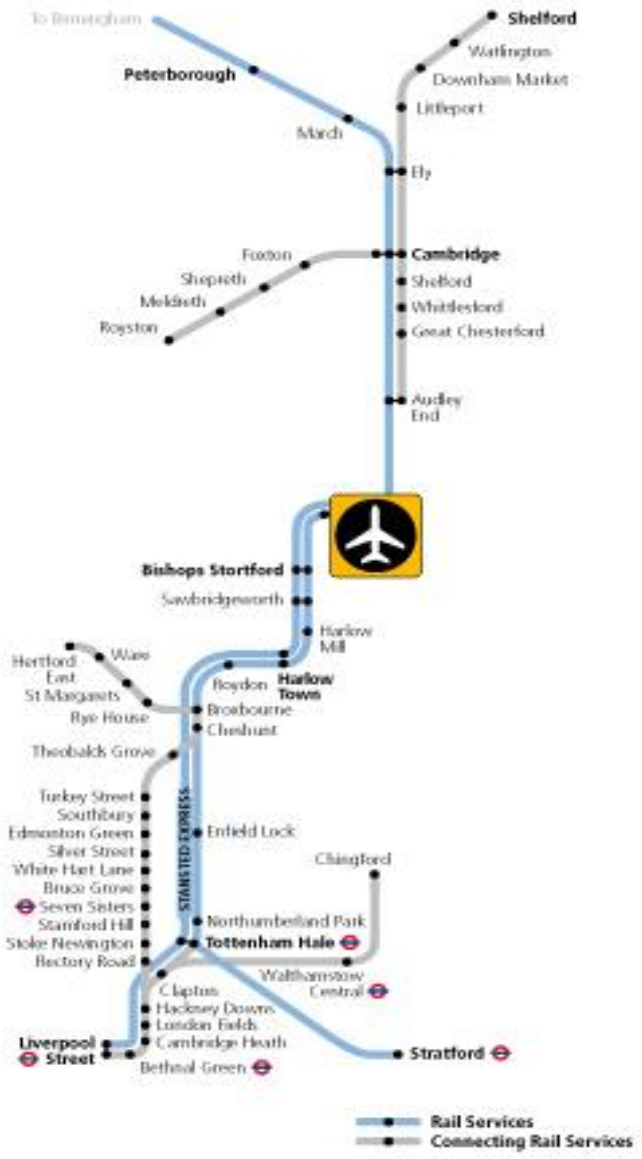 To Birmingham
Shelford
Watlington
Peterborough
Downham Market
Littleport
March
Ely
Foxton
Cambridge
Shepreth
Shelford
Meldreth
Whittlesford
Royston
Great Chesterford
Audley
End
Bishops Stortford
Sawbridgeworth
Harlow
Mill
Hertford
East
Ware
Roydon
Harlow
Town
St Margarets
Rye House
Broxbourne
Cheshunt
Theobalds Grove
STANSTED EXPRESS
Turkey Street
Southbury
Edmonton Green
Enfield Lock
Silver Street
Chingford
White Hart Lane
Bruce Grove
Seven Sisters
Northumberland Park
Stamford Hill
Stoke Newington
Tottenham Hale
Rectory Road
Walthamstow
Central
Clapton
Hackney Downs
London Fields
Cambridge Heath
Liverpool
Street
Stratford
Bethnal Green
Rail Services
Connecting Rail Services